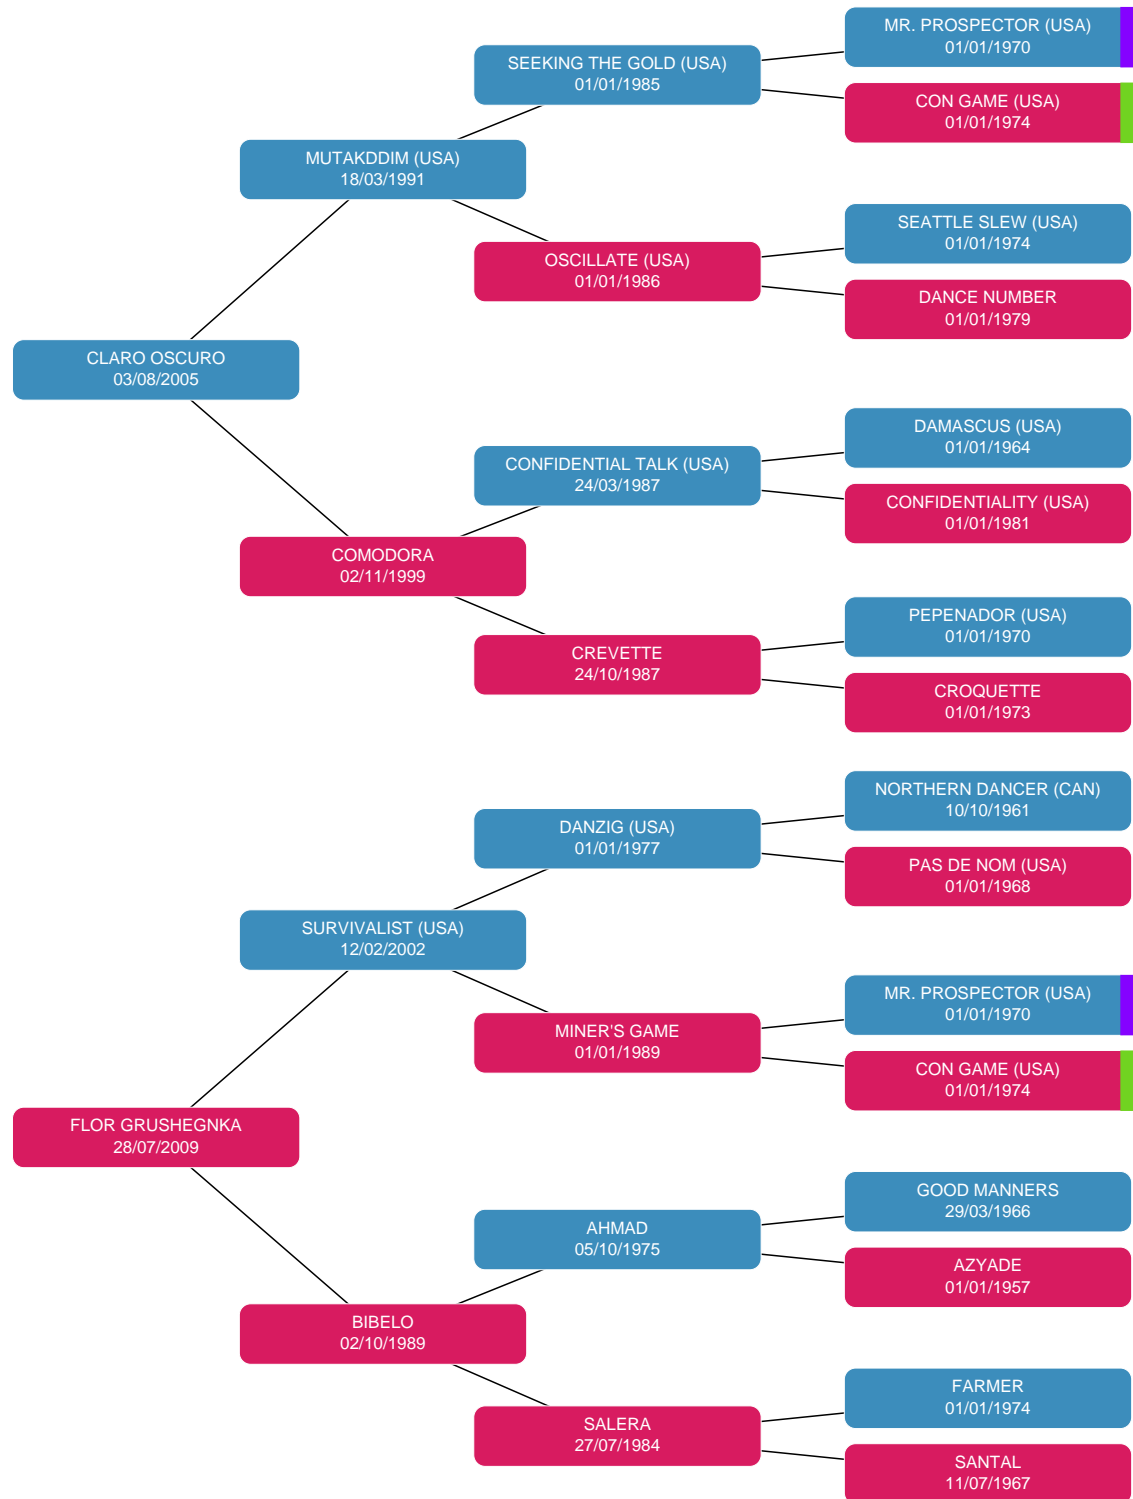 MR. PROSPECTOR (USA)
01/01/1970
SEEKING THE GOLD (USA)
01/01/1985
CON GAME (USA)
01/01/1974
MUTAKDDIM (USA)
18/03/1991
SEATTLE SLEW (USA)
01/01/1974
OSCILLATE (USA)
01/01/1986
DANCE NUMBER
01/01/1979
CLARO OSCURO
03/08/2005
DAMASCUS (USA)
01/01/1964
CONFIDENTIAL TALK (USA)
24/03/1987
CONFIDENTIALITY (USA)
01/01/1981
COMODORA
02/11/1999
PEPENADOR (USA)
01/01/1970
CREVETTE
24/10/1987
CROQUETTE
01/01/1973
NORTHERN DANCER (CAN)
10/10/1961
DANZIG (USA)
01/01/1977
PAS DE NOM (USA)
01/01/1968
SURVIVALIST (USA)
12/02/2002
MR. PROSPECTOR (USA)
01/01/1970
MINER'S GAME
01/01/1989
CON GAME (USA)
01/01/1974
FLOR GRUSHEGNKA
28/07/2009
GOOD MANNERS
29/03/1966
AHMAD
05/10/1975
AZYADE
01/01/1957
BIBELO
02/10/1989
FARMER
01/01/1974
SALERA
27/07/1984
SANTAL
11/07/1967